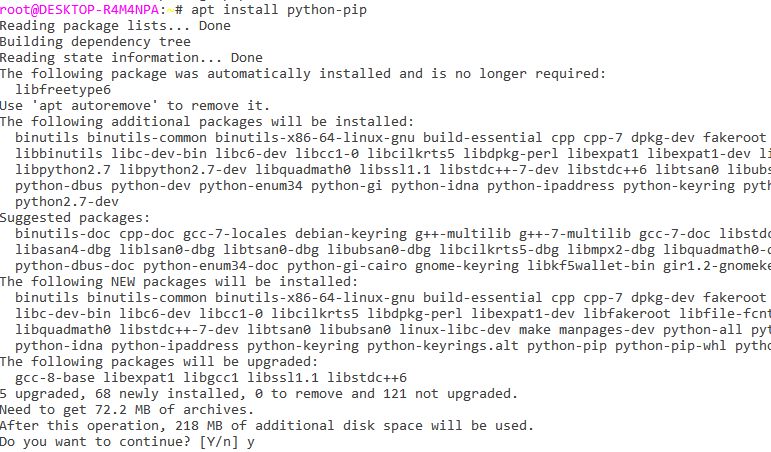 root@DESKTOP-R4M4NPA:~# apt install python-pip
Reading package lists... Done
Building dependency tree
Reading state information... Done
The following package was automatically installed and is no longer required:
  libfreetype6
Use 'apt autoremove' to remove it.
The following additional packages will be installed:
  binutils binutils-common binutils-x86-64-linux-gnu build-essential cpp cpp-7 dpkg-dev fakeroot
  libbinutils libc-dev-bin libc6-dev libcc1-0 libcilkrts5 libdpkg-perl libexpat1 libexpat1-dev li
  libpython2.7 libpython2.7-dev libquadmath0 libssl1.1 libstdc++-7-dev libstdc++6 libtsan0 libubs
  python-dbus python-dev python-enum34 python-gi python-idna python-ipaddress python-keyring pyth
  python2.7-dev
Suggested packages:
  binutils-doc cpp-doc gcc-7-locales debian-keyring g++-multilib g++-7-multilib gcc-7-doc libstdc
  libasan4-dbg liblsan0-dbg libtsan0-dbg libubsan0-dbg libcilkrts5-dbg libmpx2-dbg libquadmath0-d
  python-dbus-doc python-enum34-doc python-gi-cairo gnome-keyring libkf5wallet-bin gir1.2-gnomeke
The following NEW packages will be installed:
  binutils binutils-common binutils-x86-64-linux-gnu build-essential cpp cpp-7 dpkg-dev fakeroot
  libc-dev-bin libc6-dev libcc1-0 libcilkrts5 libdpkg-perl libexpat1-dev libfakeroot libfile-fcnt
  libquadmath0 libstdc++-7-dev libtsan0 libubsan0 linux-libc-dev make manpages-dev python-all pyt
  python-idna python-ipaddress python-keyring python-keyrings.alt python-pip python-pip-whl pytho
The following packages will be upgraded:
  gcc-8-base libexpat1 libgcc1 libssl1.1 libstdc++6
5 upgraded, 68 newly installed, 0 to remove and 121 not upgraded.
Need to get 72.2 MB of archives.
After this operation, 218 MB of additional disk space will be used.
Do you want to continue? [Y/n] y